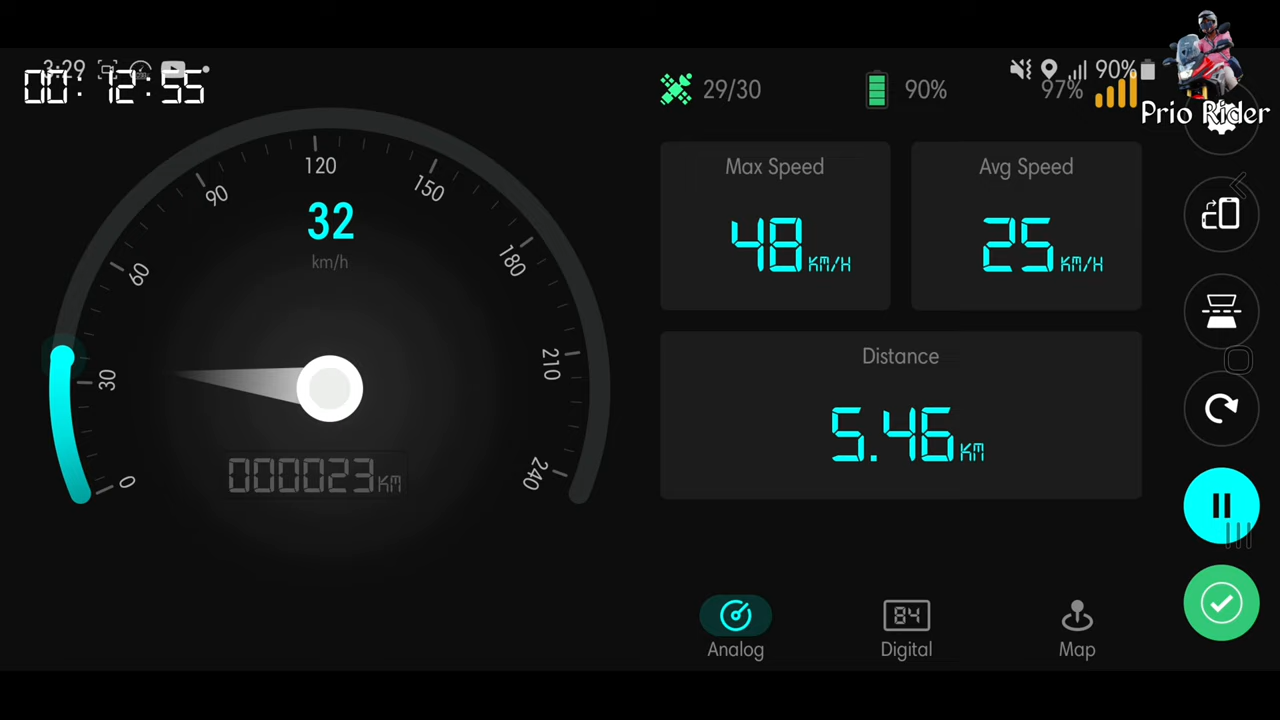 3:29
00:12:55
29/30
90%
97%
90%
Prio Rider
Max Speed
48 KM/H
Avg Speed
25 KM/H
0
30
60
90
120
150
180
210
240
32
km/h
000023 KM
Distance
5.46 KM
84
Analog
Digital
Map